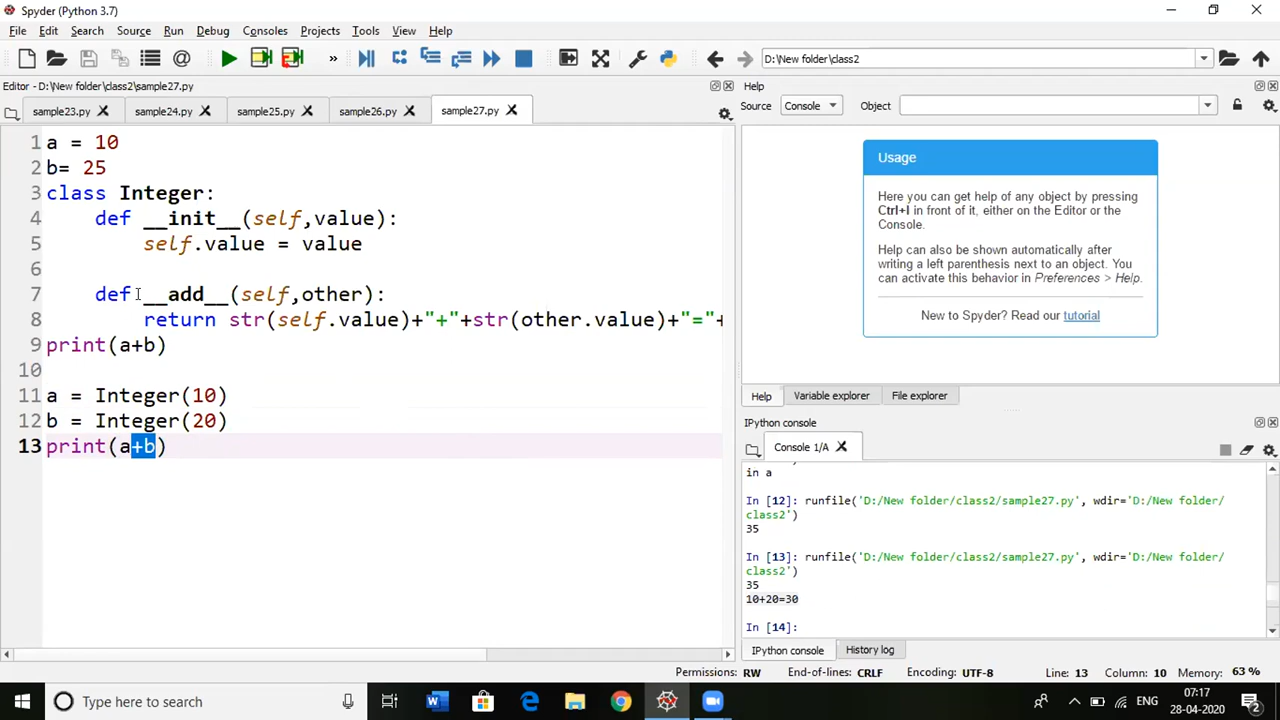 Spyder (Python 3.7)
File Edit Search Source Run Debug Consoles Projects Tools View Help
D:\New folder\class2
Editor - D:\New folder\class2\sample27.py
sample23.py sample24.py sample25.py sample26.py sample27.py
1 a = 10
2 b= 25
3 class Integer:
4 def __init__(self,value):
5 self.value = value
6
7 def __add__(self,other):
8 return str(self.value)+"+"+str(other.value)+"="+
9 print(a+b)
10
11 a = Integer(10)
12 b = Integer(20)
13 print(a+b)
Help
Source Console Object
Usage
Here you can get help of any object by pressing
Ctrl+I in front of it, either on the Editor or the
Console.
Help can also be shown automatically after
writing a left parenthesis next to an object. You
can activate this behavior in Preferences > Help.
New to Spyder? Read our tutorial
Help Variable explorer File explorer
IPython console
Console 1/A
in a
In [12]: runfile('D:/New folder/class2/sample27.py', wdir='D:/New folder/
class2')
35
In [13]: runfile('D:/New folder/class2/sample27.py', wdir='D:/New folder/
class2')
35
10+20=30
In [14]:
IPython console History log
Permissions: RW End-of-lines: CRLF Encoding: UTF-8 Line: 13 Column: 10 Memory: 63 %
Type here to search
ENG
07:17
28-04-2020
2